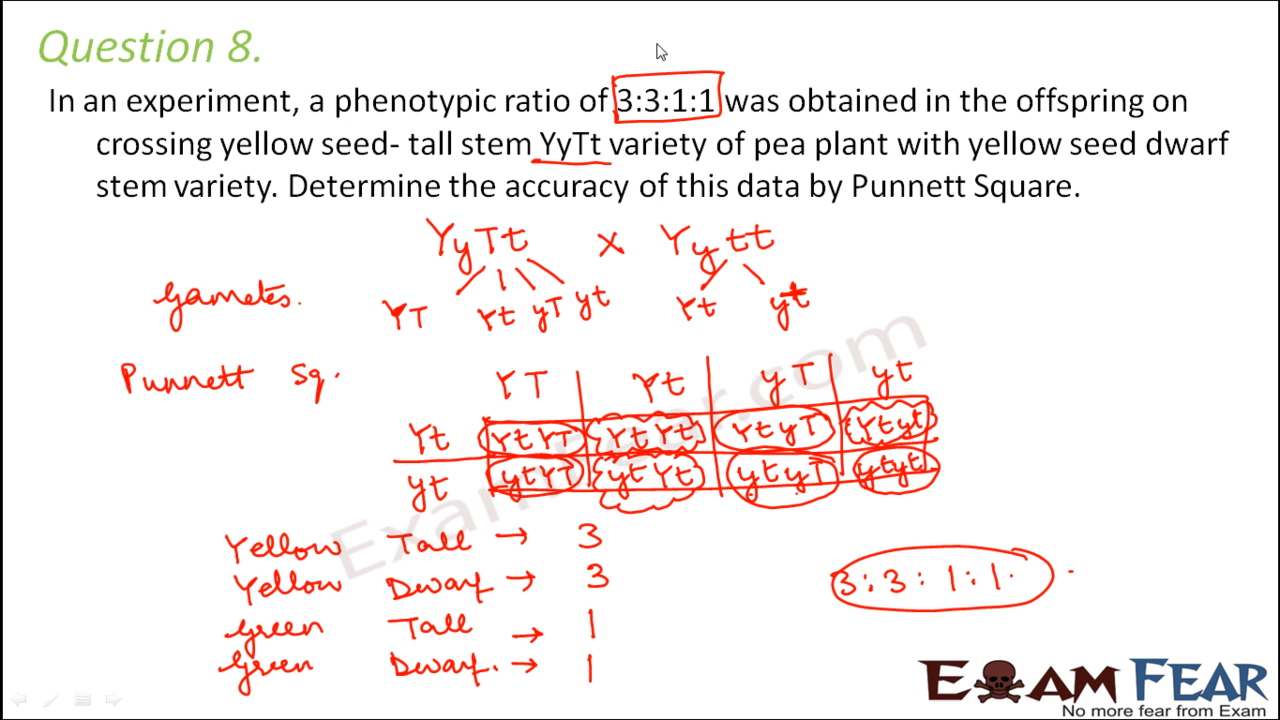 Question 8.
In an experiment, a phenotypic ratio of 3:3:1:1 was obtained in the offspring on
crossing yellow seed- tall stem YyTt variety of pea plant with yellow seed dwarf
stem variety. Determine the accuracy of this data by Punnett Square.
YyTt x Yytt
Gametes. YT Yt yT yt Yt yt
Punnett Sq. YT Yt yT yt
Yt YtYT YtYt YtyT Ytyt
yt ytYT ytYt ytyT ytyt
Yellow Tall → 3
Yellow Dwarf → 3
Green Tall → 1
Green Dwarf. → 1
3:3:1:1.
Examfear.com
EXAMFEAR
No more fear from Exam